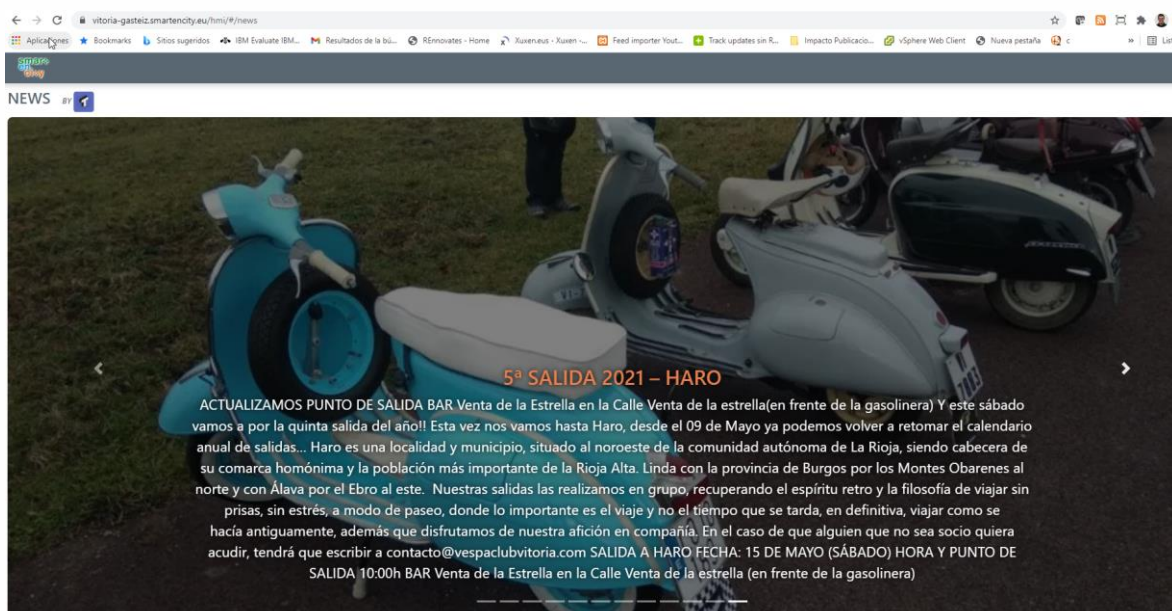 vitoria-gasteiz.smartencity.eu/hmi/#/news
Aplicaciones Bookmarks Sitios sugeridos IBM Evaluate IBM... Resultados de la bú... REnnovates - Home Xuxen.eus - Xuxen -... Feed importer Yout... Track updates sin R... Impacto Publicacio... vSphere Web Client Nueva pestaña c » List
NEWS BY
5ª SALIDA 2021 – HARO
ACTUALIZAMOS PUNTO DE SALIDA BAR Venta de la Estrella en la Calle Venta de la estrella(en frente de la gasolinera) Y este sábado
vamos a por la quinta salida del año!! Esta vez nos vamos hasta Haro, desde el 09 de Mayo ya podemos volver a retomar el calendario
anual de salidas... Haro es una localidad y municipio, situado al noroeste de la comunidad autónoma de La Rioja, siendo cabecera de
su comarca homónima y la población más importante de la Rioja Alta. Linda con la provincia de Burgos por los Montes Obarenes al
norte y con Álava por el Ebro al este. Nuestras salidas las realizamos en grupo, recuperando el espíritu retro y la filosofía de viajar sin
prisas, sin estrés, a modo de paseo, donde lo importante es el viaje y no el tiempo que se tarda, en definitiva, viajar como se
hacía antiguamente, además que disfrutamos de nuestra afición en compañía. En el caso de que alguien que no sea socio quiera
acudir, tendrá que escribir a contacto@vespaclubvitoria.com SALIDA A HARO FECHA: 15 DE MAYO (SÁBADO) HORA Y PUNTO DE
SALIDA 10:00h BAR Venta de la Estrella en la Calle Venta de la estrella (en frente de la gasolinera)